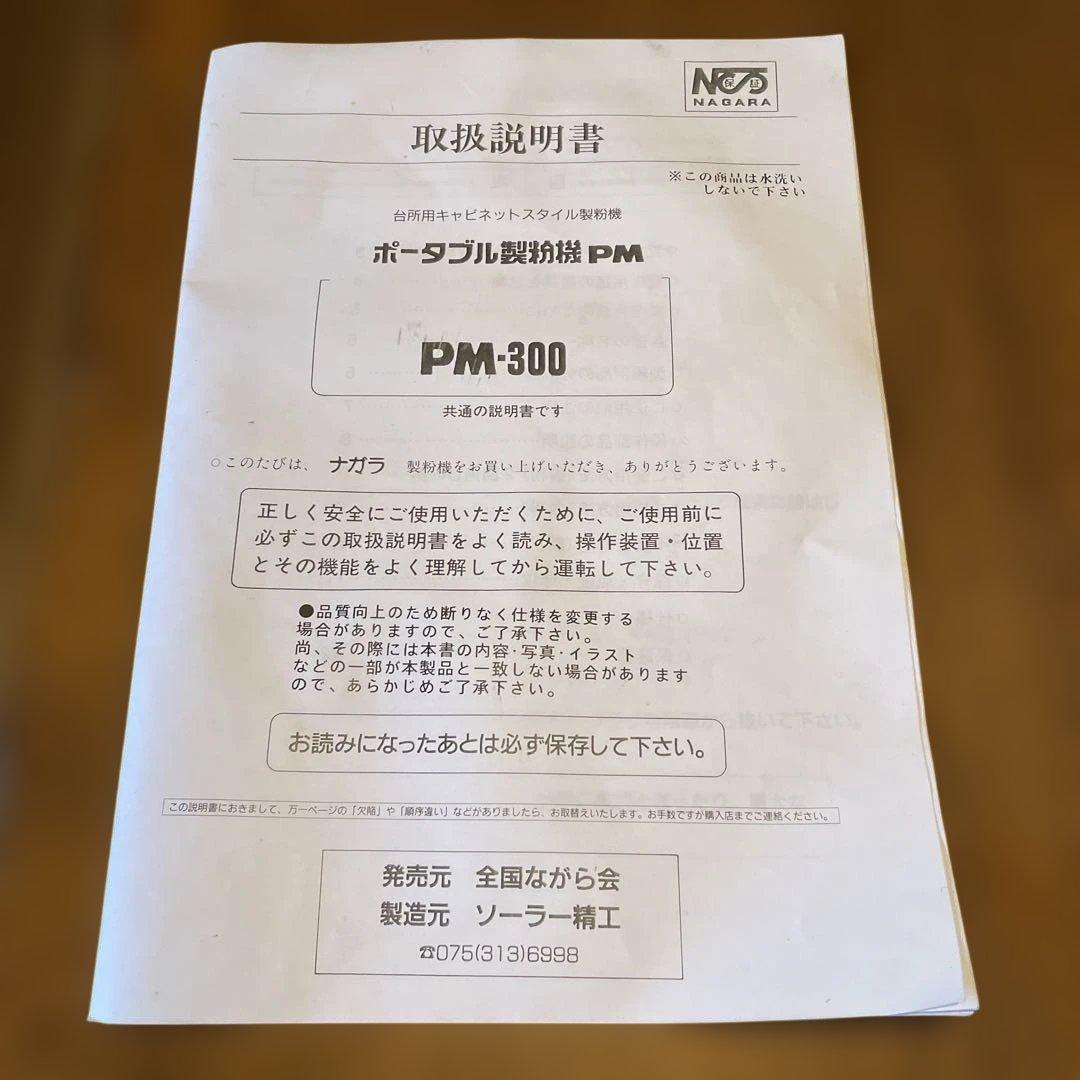 保証
NAGARA
取扱説明書
※この商品は水洗い
しないで下さい
台所用キャビネットスタイル製粉機
ポータブル製粉機PM
PM-300
共通の説明書です
○このたびは、ナガラ 製粉機をお買い上げいただき、ありがとうございます。
正しく安全にご使用いただくために、ご使用前に
必ずこの取扱説明書をよく読み、操作装置・位置
とその機能をよく理解してから運転して下さい。
●品質向上のため断りなく仕様を変更する
場合がありますので、ご了承下さい。
尚、その際には本書の内容・写真・イラスト
などの一部が本製品と一致しない場合があります
ので、あらかじめご了承下さい。
お読みになったあとは必ず保存して下さい。
この説明書におきまして、万一ページの「欠陥」や「順序違い」などがありましたら、お取替えいたします。お手数ですが購入店までご連絡ください。
発売元 全国ながら会
製造元 ソーラー精工
☎075(313)6998